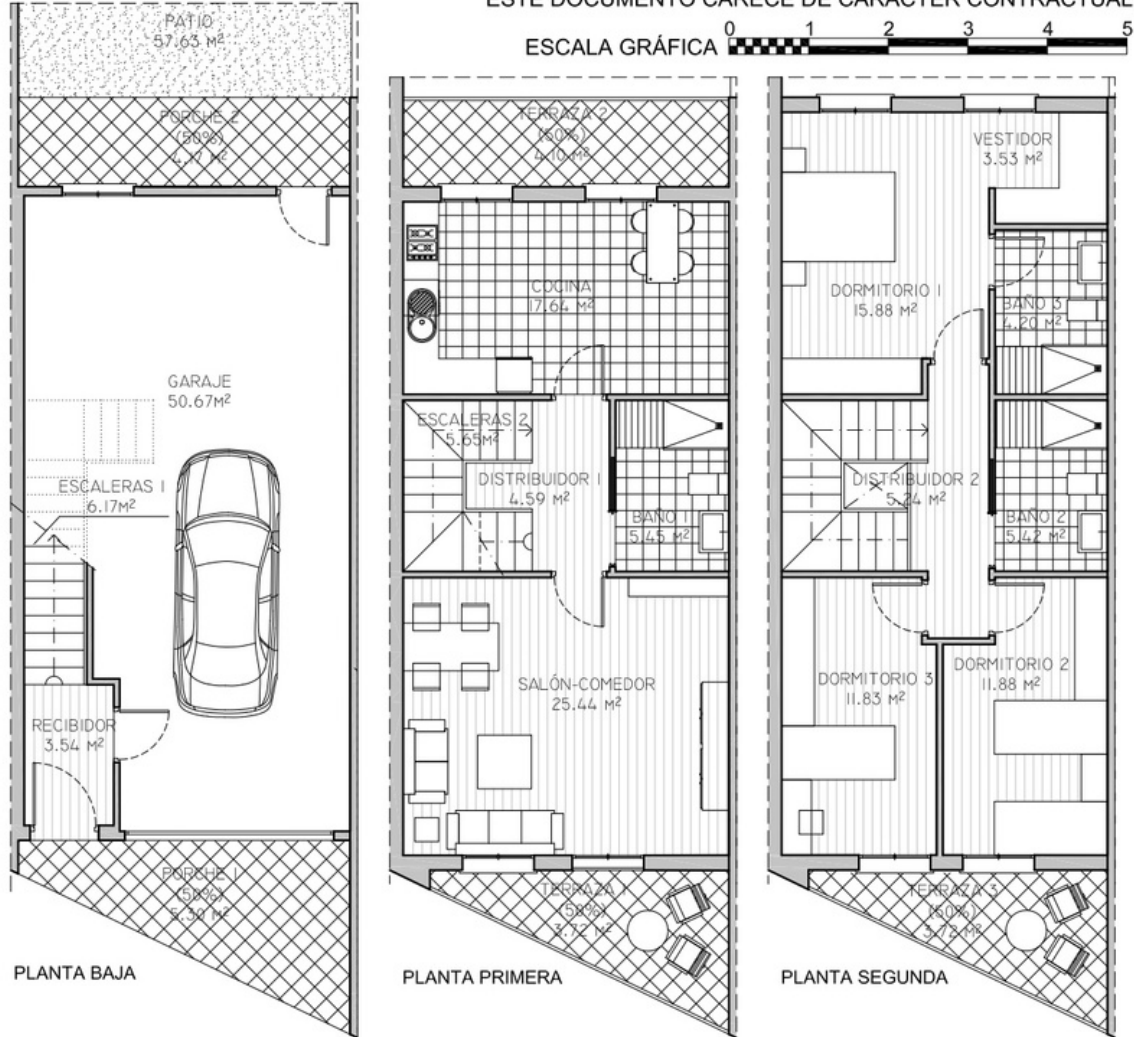 ESTE DOCUMENTO CARECE DE CARÁCTER CONTRACTUAL
ESCALA GRÁFICA
0 1 2 3 4 5
PATIO
57.63 M²
PORCHE 2
(50%)
4.17 M²
GARAJE
50.67M²
ESCALERAS 1
6.17M²
RECIBIDOR
3.54 M²
PORCHE 1
(50%)
5.30 M²
PLANTA BAJA
TERRAZA 2
(50%)
4.10 M²
COCINA
17.64 M²
ESCALERAS 2
5.65M²
DISTRIBUIDOR 1
4.59 M²
BAÑO 1
5.45 M²
SALÓN-COMEDOR
25.44 M²
TERRAZA
(50%)
3.72 M²
PLANTA PRIMERA
VESTIDOR
3.53 M²
DORMITORIO 1
15.88 M²
BAÑO 3
4.20 M²
DISTRIBUIDOR 2
5.24 M²
BAÑO 2
5.42 M²
DORMITORIO 3
11.83 M²
DORMITORIO 2
11.88 M²
TERRAZA 3
(50%)
3.72 M²
PLANTA SEGUNDA